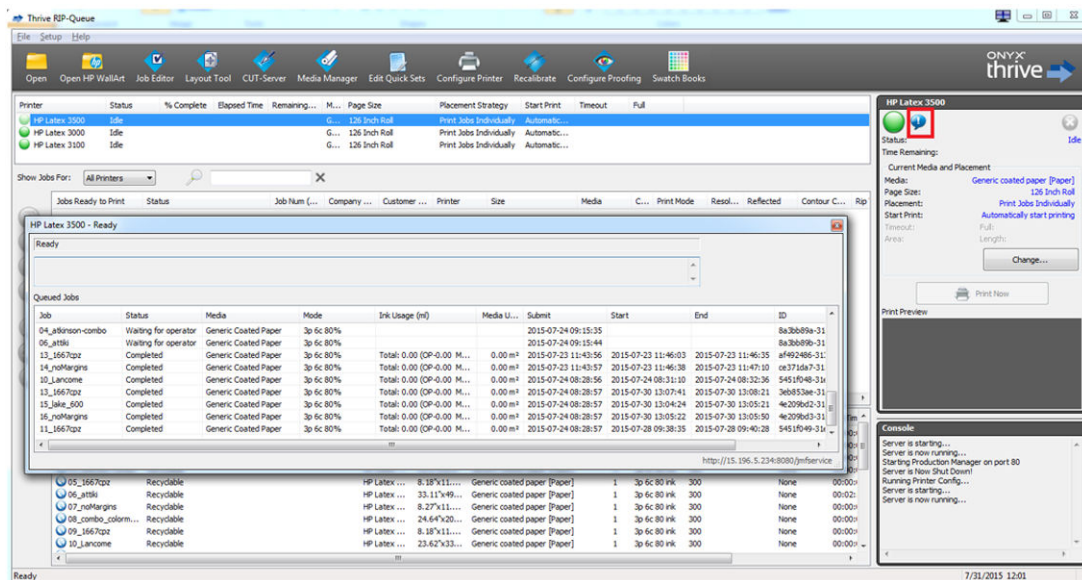 Thrive RIP-Queue
File Setup Help
Open Open HP WallArt Job Editor Layout Tool CUT-Server Media Manager Edit Quick Sets Configure Printer Recalibrate Configure Proofing Swatch Books
ONYX
thrive
Printer Status % Complete Elapsed Time Remaining... M... Page Size Placement Strategy Start Print Timeout Full
HP Latex 3500 Idle G... 126 Inch Roll Print Jobs Individually Automatic...
HP Latex 3000 Idle G... 126 Inch Roll Print Jobs Individually Automatic...
HP Latex 3100 Idle G... 126 Inch Roll Print Jobs Individually Automatic...
Show Jobs For: All Printers
Jobs Ready to Print Status Job Num (... Company ... Customer ... Printer Size Media C... Print Mode Resol... Reflected Contour C... Rip
HP Latex 3500 - Ready
Ready
Queued Jobs
Job Status Media Mode Ink Usage (ml) Media U... Submit Start End ID
04_atkinson-combo Waiting for operator Generic Coated Paper 3p 6c 80% 2015-07-24 09:15:35 8a3bb89a-31
06_attiki Waiting for operator Generic Coated Paper 3p 6c 80% 2015-07-24 09:15:44 8a3bb89b-31
13_1667cpz Completed Generic Coated Paper 3p 6c 80% Total: 0.00 (OP-0.00 M... 0.00 m² 2015-07-23 11:43:56 2015-07-23 11:46:03 2015-07-23 11:46:35 af492486-31
14_noMargins Completed Generic Coated Paper 3p 6c 80% Total: 0.00 (OP-0.00 M... 0.00 m² 2015-07-23 11:43:57 2015-07-23 11:46:38 2015-07-23 11:47:10 ce371da7-31
10_Lancome Completed Generic Coated Paper 3p 6c 80% Total: 0.00 (OP-0.00 M... 0.00 m² 2015-07-24 08:28:56 2015-07-24 08:31:10 2015-07-24 08:32:36 5451f048-31
13_1667cpz Completed Generic Coated Paper 3p 6c 80% Total: 0.00 (OP-0.00 M... 0.00 m² 2015-07-24 08:28:57 2015-07-30 13:07:41 2015-07-30 13:08:21 3eb853ae-31
15_lake_600 Completed Generic Coated Paper 3p 6c 80% Total: 0.00 (OP-0.00 M... 0.00 m² 2015-07-24 08:28:57 2015-07-30 13:04:24 2015-07-30 13:05:21 4e209bd2-31
16_noMargins Completed Generic Coated Paper 3p 6c 80% Total: 0.00 (OP-0.00 M... 0.00 m² 2015-07-24 08:28:57 2015-07-30 13:05:22 2015-07-30 13:05:50 4e209bd3-31
11_1667cpz Completed Generic Coated Paper 3p 6c 80% Total: 0.00 (OP-0.00 M... 0.00 m² 2015-07-24 08:28:57 2015-07-28 09:38:35 2015-07-28 09:40:28 5451f049-31
http://15.196.5.234:8080/jmfservice
05_1667cpz Recyclable HP Latex ... 8.18"x11.... Generic coated paper [Paper] 1 3p 6c 80 ink 300 None 00:00:
06_attiki Recyclable HP Latex ... 33.11"x49... Generic coated paper [Paper] 1 3p 6c 80 ink 300 None 00:02:
07_noMargins Recyclable HP Latex ... 8.27"x11.... Generic coated paper [Paper] 1 3p 6c 80 ink 300 None 00:00:
08_combo_colorm... Recyclable HP Latex ... 24.64"x20... Generic coated paper [Paper] 1 3p 6c 80 ink 300 None 00:00:
09_1667cpz Recyclable HP Latex ... 8.18"x11.... Generic coated paper [Paper] 1 3p 6c 80 ink 300 None 00:00:
10_Lancome Recyclable HP Latex ... 23.62"x33... Generic coated paper [Paper] 1 3p 6c 80 ink 300 None 00:00:
HP Latex 3500
Status: Idle
Time Remaining:
Current Media and Placement
Media: Generic coated paper [Paper]
Page Size: 126 Inch Roll
Placement: Print Jobs Individually
Start Print: Automatically start printing
Timeout: Full:
Area: Length:
Change...
Print Now
Print Preview
Console
Server is starting...
Server is now running...
Starting Production Manager on port 80
Server is Now Shut Down!
Running Printer Config...
Server is starting...
Server is now running...
Ready 7/31/2015 12:01